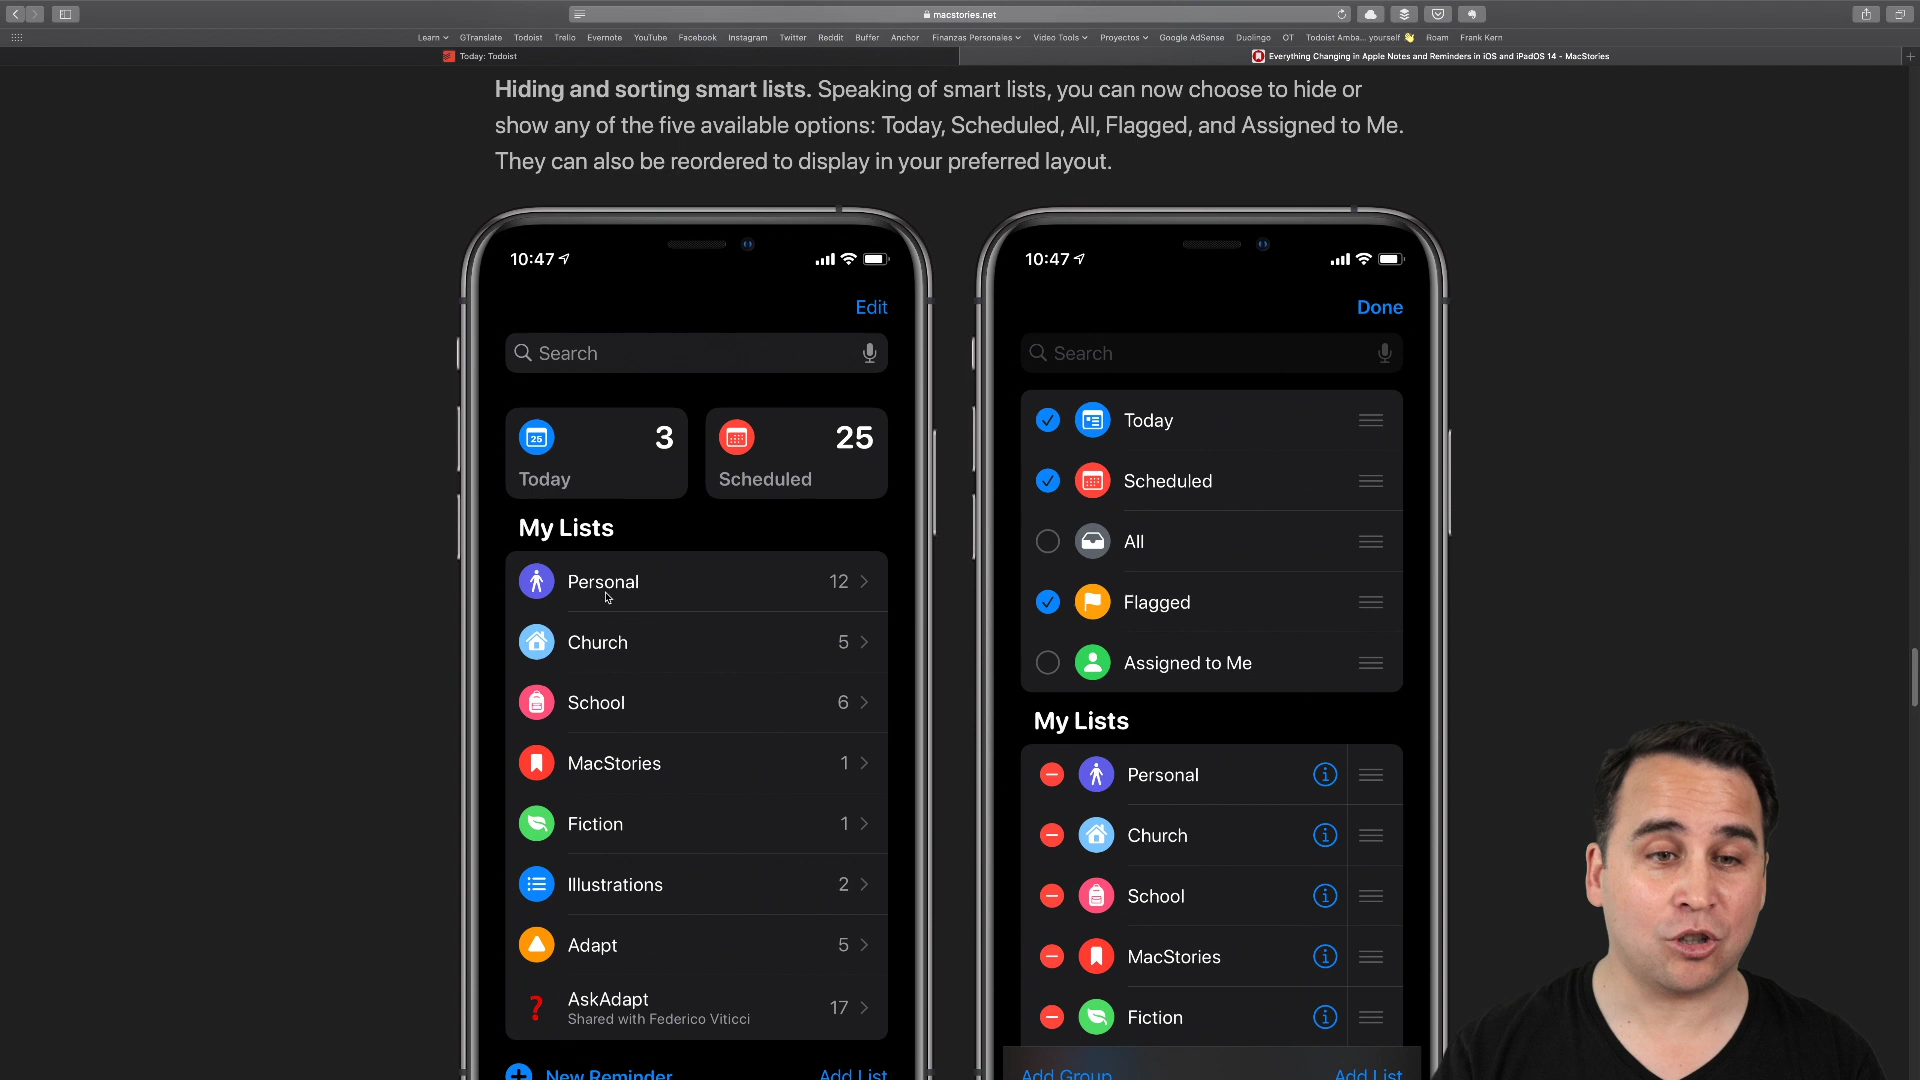 macstories.net
Learn GTranslate Todoist Trello Evernote YouTube Facebook Instagram Twitter Reddit Buffer Anchor Finanzas Personales Video Tools Proyectos Google AdSense Duolingo OT Todoist Amba... yourself 👋 Roam Frank Kern
Today: Todoist
Everything Changing in Apple Notes and Reminders in iOS and iPadOS 14 – MacStories
Hiding and sorting smart lists. Speaking of smart lists, you can now choose to hide or
show any of the five available options: Today, Scheduled, All, Flagged, and Assigned to Me.
They can also be reordered to display in your preferred layout.
10:47
Edit
Search
25
3
Today
25
Scheduled
My Lists
Personal 12
Church 5
School 6
MacStories 1
Fiction 1
Illustrations 2
Adapt 5
? AskAdapt 17
Shared with Federico Viticci
New Reminder Add List
10:47
Done
Search
Today
Scheduled
All
Flagged
Assigned to Me
My Lists
Personal
Church
School
MacStories
Fiction
Add Group Add List